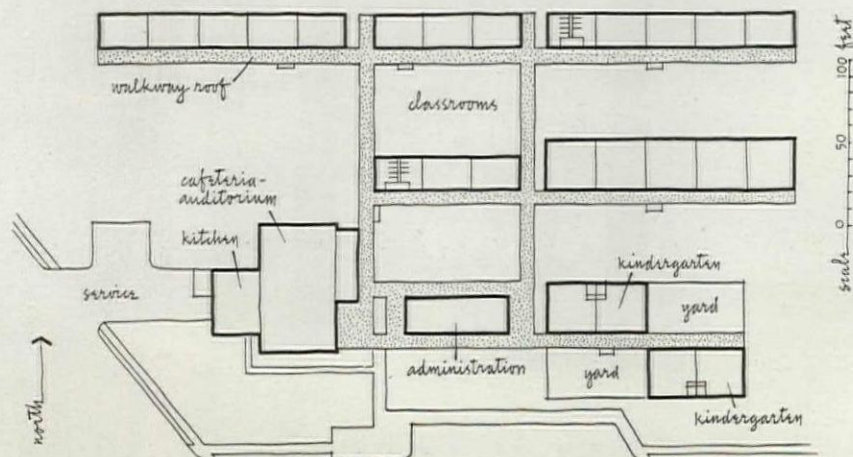 walkway roof
classrooms
cafeteria-
auditorium
kitchen
service
kindergarten
yard
administration
yard
kindergarten
north
scale 0 50 100 feet